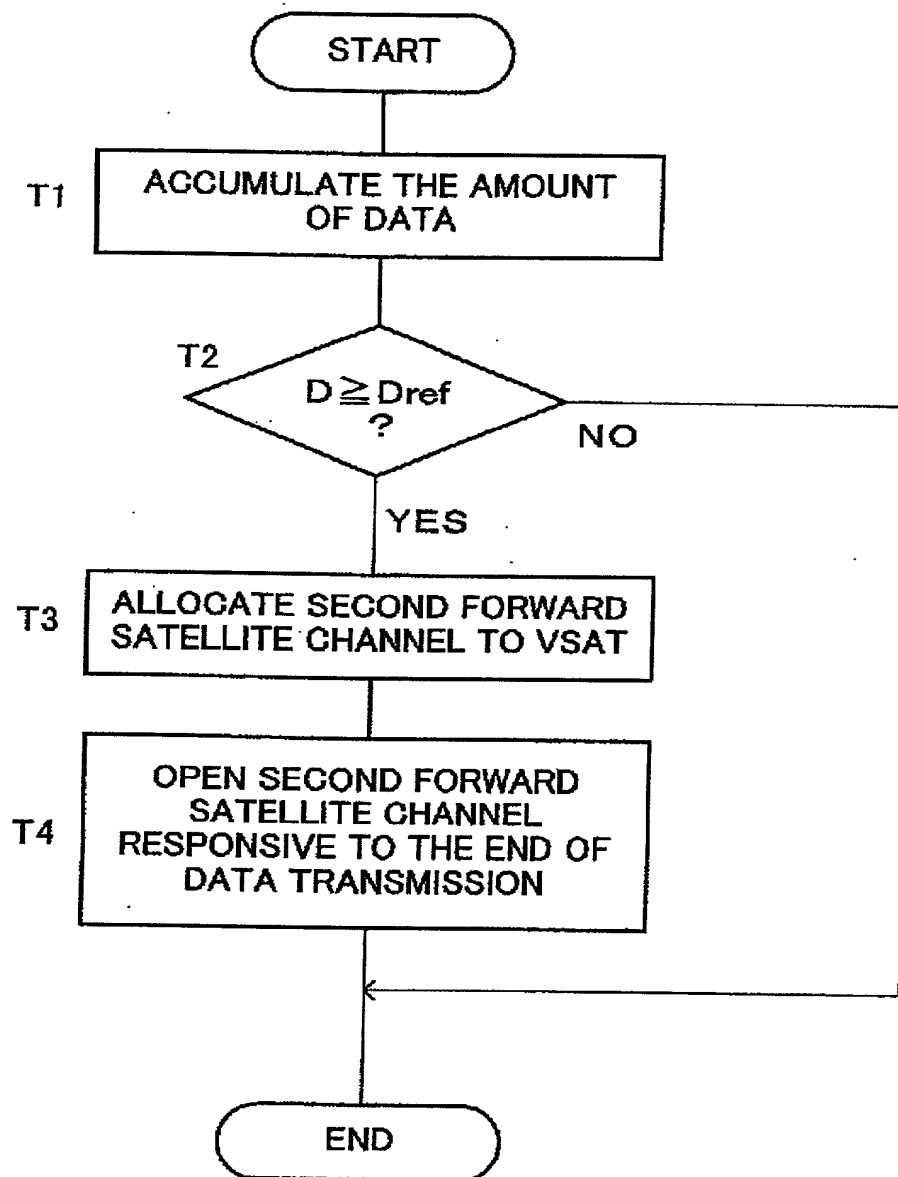 START
T1
ACCUMULATE THE AMOUNT
OF DATA
T2
D ≧ Dref
?
NO
YES
T3
ALLOCATE SECOND FORWARD
SATELLITE CHANNEL TO VSAT
T4
OPEN SECOND FORWARD
SATELLITE CHANNEL
RESPONSIVE TO THE END OF
DATA TRANSMISSION
END